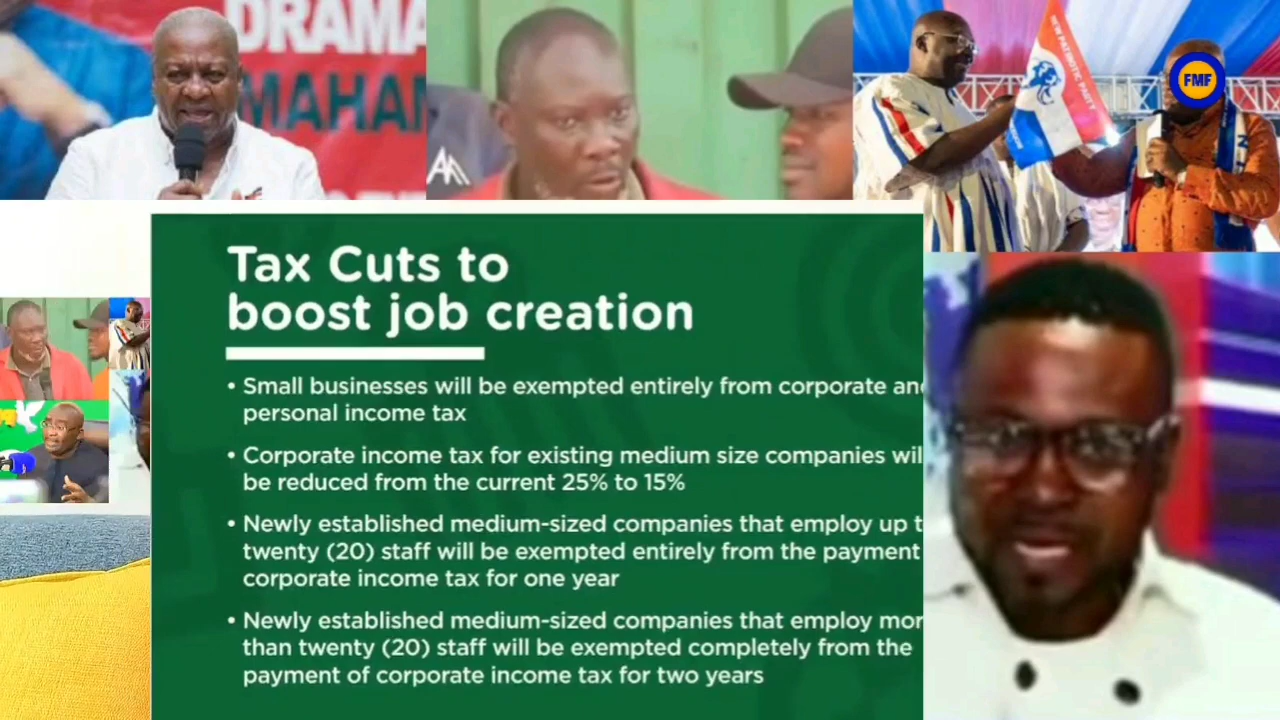 DRAMA
MAHAM
NEW PATRIOTIC PARTY
FMF
Tax Cuts to
boost job creation
• Small businesses will be exempted entirely from corporate and
personal income tax
• Corporate income tax for existing medium size companies wil
be reduced from the current 25% to 15%
• Newly established medium-sized companies that employ up t
twenty (20) staff will be exempted entirely from the payment
corporate income tax for one year
• Newly established medium-sized companies that employ mor
than twenty (20) staff will be exempted completely from the
payment of corporate income tax for two years